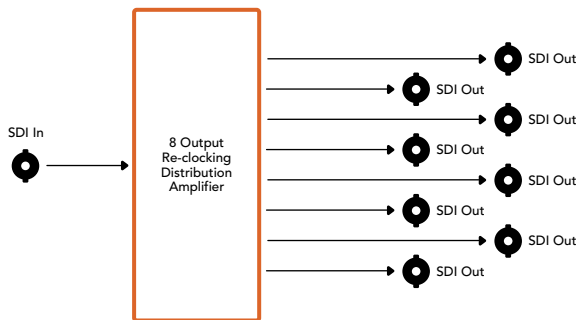 SDI In
8 Output
Re-clocking
Distribution
Amplifier
SDI Out
SDI Out
SDI Out
SDI Out
SDI Out
SDI Out
SDI Out
SDI Out